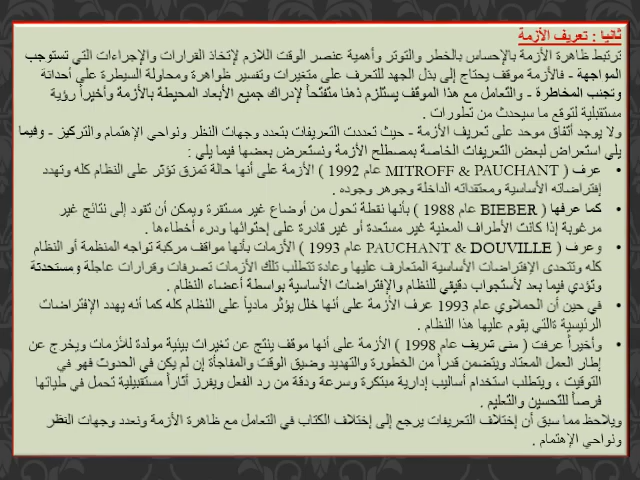 ثانيا : تعريف الأزمة
ترتبط ظاهرة الأزمة بالإحساس بالخطر والتوتر وأهمية عنصر الوقت اللازم لإتخاذ القرارات والإجراءات التي تستوجب
المواجهة - فالأزمة موقف يحتاج إلى بذل الجهد للتعرف على متغيرات وتفسير ظواهرة ومحاولة السيطرة على أحداثة
وتجنب المخاطرة - والتعامل مع هذا الموقف يستلزم ذهنا متفتحاً لإدراك جميع الأبعاد المحيطة بالأزمة وأخيراً رؤية
مستقبلية لتوقع ما سيحدث من تطورات .
ولا يوجد أتفاق موحد على تعريف الأزمة - حيث تعددت التعريفات بتعدد وجهات النظر ونواحي الإهتمام والتركيز - وفيما
يلي استعراض لبعض التعريفات الخاصة بمصطلح الأزمة ونستعرض بعضها فيما يلي :
• عرف ( MITROFF & PAUCHANT عام 1992 ) الأزمة على أنها حالة تمزق تؤثر على النظام كله وتهدد
إفتراضاته الأساسية ومعتقداته الداخلة وجوهر وجوده .
• كما عرفها ( BIEBER عام 1988 ) بأنها نقطة تحول من أوضاع غير مستقرة ويمكن أن تقود إلى نتائج غير
مرغوبة إذا كانت الأطراف المعنية غير مستعدة أو غير قادرة على إحتوائها ودرء أخطاءها .
• وعرف ( PAUCHANT & DOUVILLE عام 1993 ) الأزمات بأنها مواقف مركبة تواجه المنظمة أو النظام
كله وتتحدى الإفتراضات الأساسية المتعارف عليها وعادة تتطلب تلك الأزمات تصرفات وقرارات عاجلة ومستحدثة
وتؤدي فيما بعد لأستجواب دقيقي للنظام والإفتراضات الأساسية بواسطة أعضاء النظام .
• في حين أن الحملاوي عام 1993 عرف الأزمة على أنها خلل يؤثر مادياً على النظام كله كما أنه يهدد الإفتراضات
الرئيسية ةالتي يقوم عليها هذا النظام .
• وأخيراً عرفت ( منى شريف عام 1998 ) الأزمة على أنها موقف ينتج عن تغيرات بيئية مولدة للأزمات ويخرج عن
إطار العمل المعتاد ويتضمن قدراً من الخطورة والتهديد وضيق الوقت والمفاجأة إن لم يكن في الحدوث فهو في
التوقيت ، ويتطلب استخدام أساليب إدارية مبتكرة وسرعة ودقة من رد الفعل ويفرز أثاراً مستقبيلية تحمل في طياتها
فرصاً للتحسين والتعليم .
ويلاحظ مما سبق أن إختلاف التعريفات يرجع إلى إختلاف الكتاب في التعامل مع ظاهرة الأزمة وتعدد وجهات النظر
ونواحي الإهتمام .